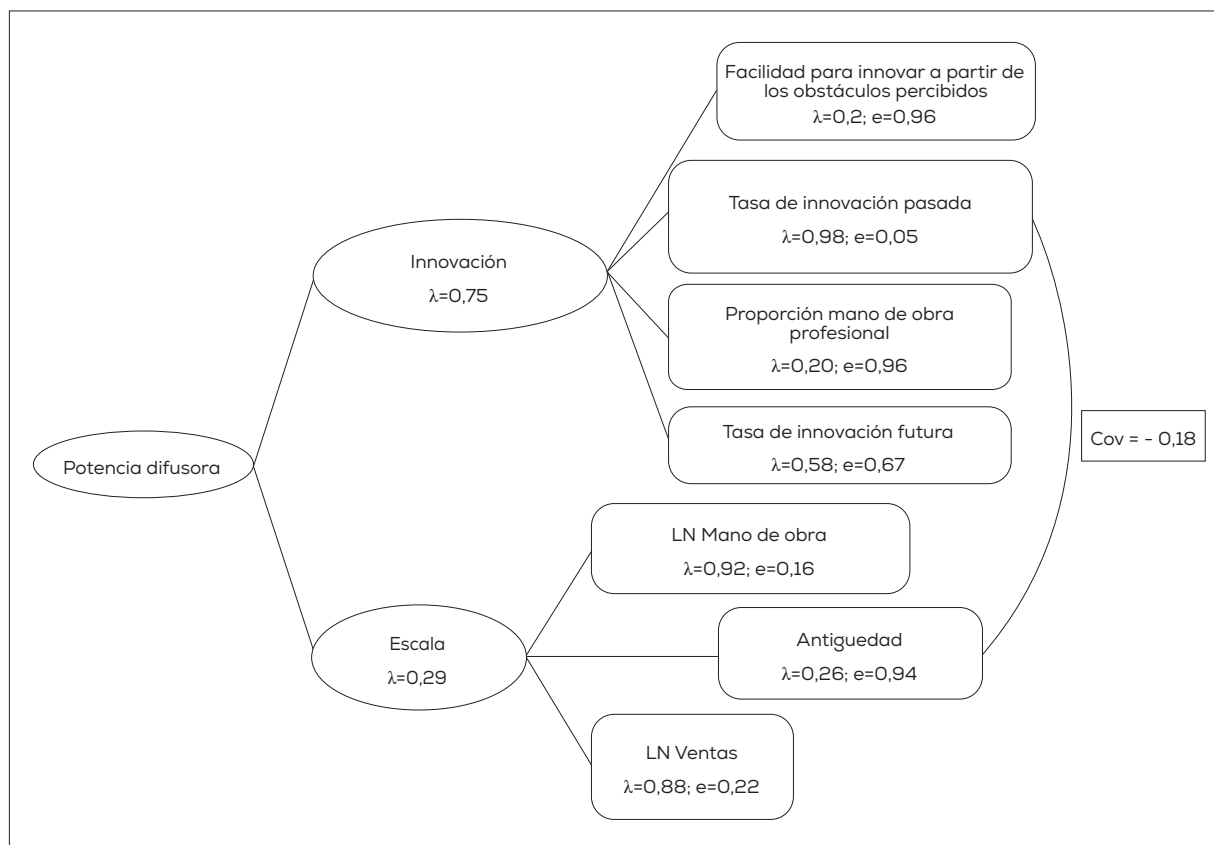 Facilidad para innovar a partir de
los obstáculos percibidos
λ=0,2; e=0,96
Tasa de innovación pasada
λ=0,98; e=0,05
Innovación
λ=0,75
Proporción mano de obra
profesional
λ=0,20; e=0,96
Tasa de innovación futura
λ=0,58; e=0,67
Cov = - 0,18
Potencia difusora
LN Mano de obra
λ=0,92; e=0,16
Escala
λ=0,29
Antiguedad
λ=0,26; e=0,94
LN Ventas
λ=0,88; e=0,22